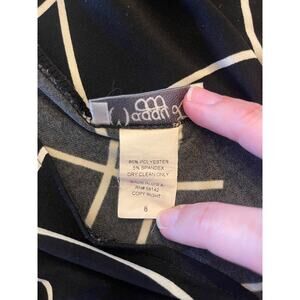 95% POLYESTER
5% SPANDEX
DRY CLEAN ONLY
MADE IN U.S.A
COPY RIGHT
8